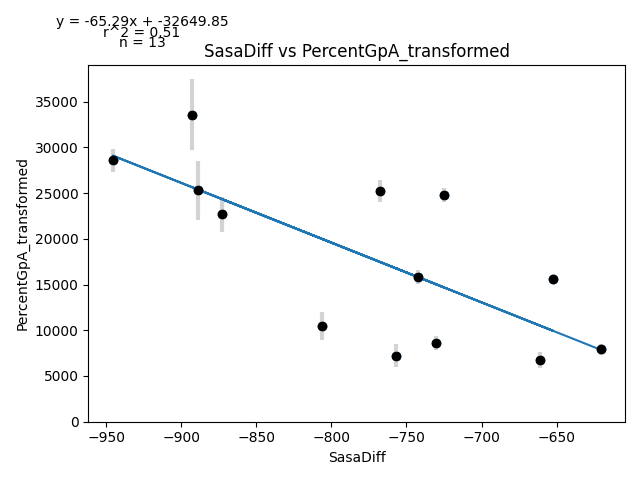 y = -65.29x + -32649.85
r^2 = 0.51
n = 13
SasaDiff vs PercentGpA_transformed
PercentGpA_transformed
35000
30000
25000
20000
15000
10000
5000
0
−950
−900
−850
−800
−750
−700
−650
SasaDiff